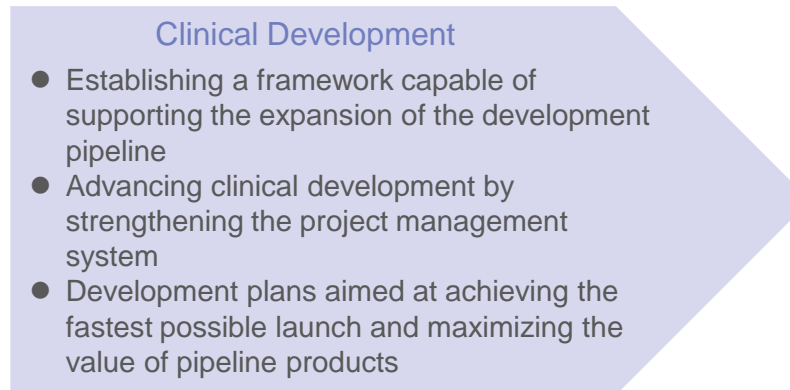 Clinical Development
● Establishing a framework capable of
supporting the expansion of the development
pipeline
● Advancing clinical development by
strengthening the project management
system
● Development plans aimed at achieving the
fastest possible launch and maximizing the
value of pipeline products